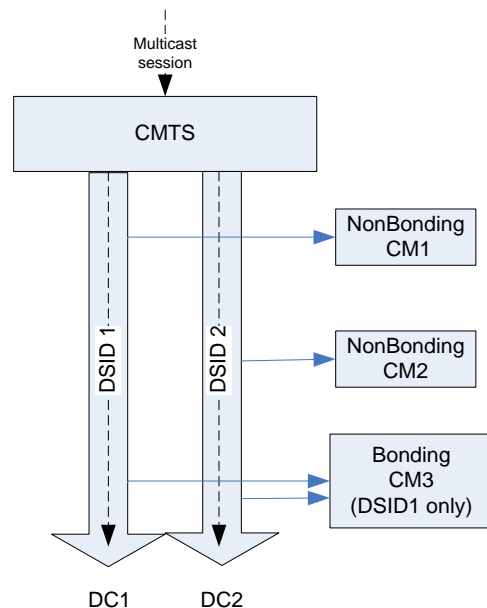 Multicast
session
CMTS
NonBonding
CM1
DSID 1
DSID 2
NonBonding
CM2
Bonding
CM3
(DSID1 only)
DC1
DC2